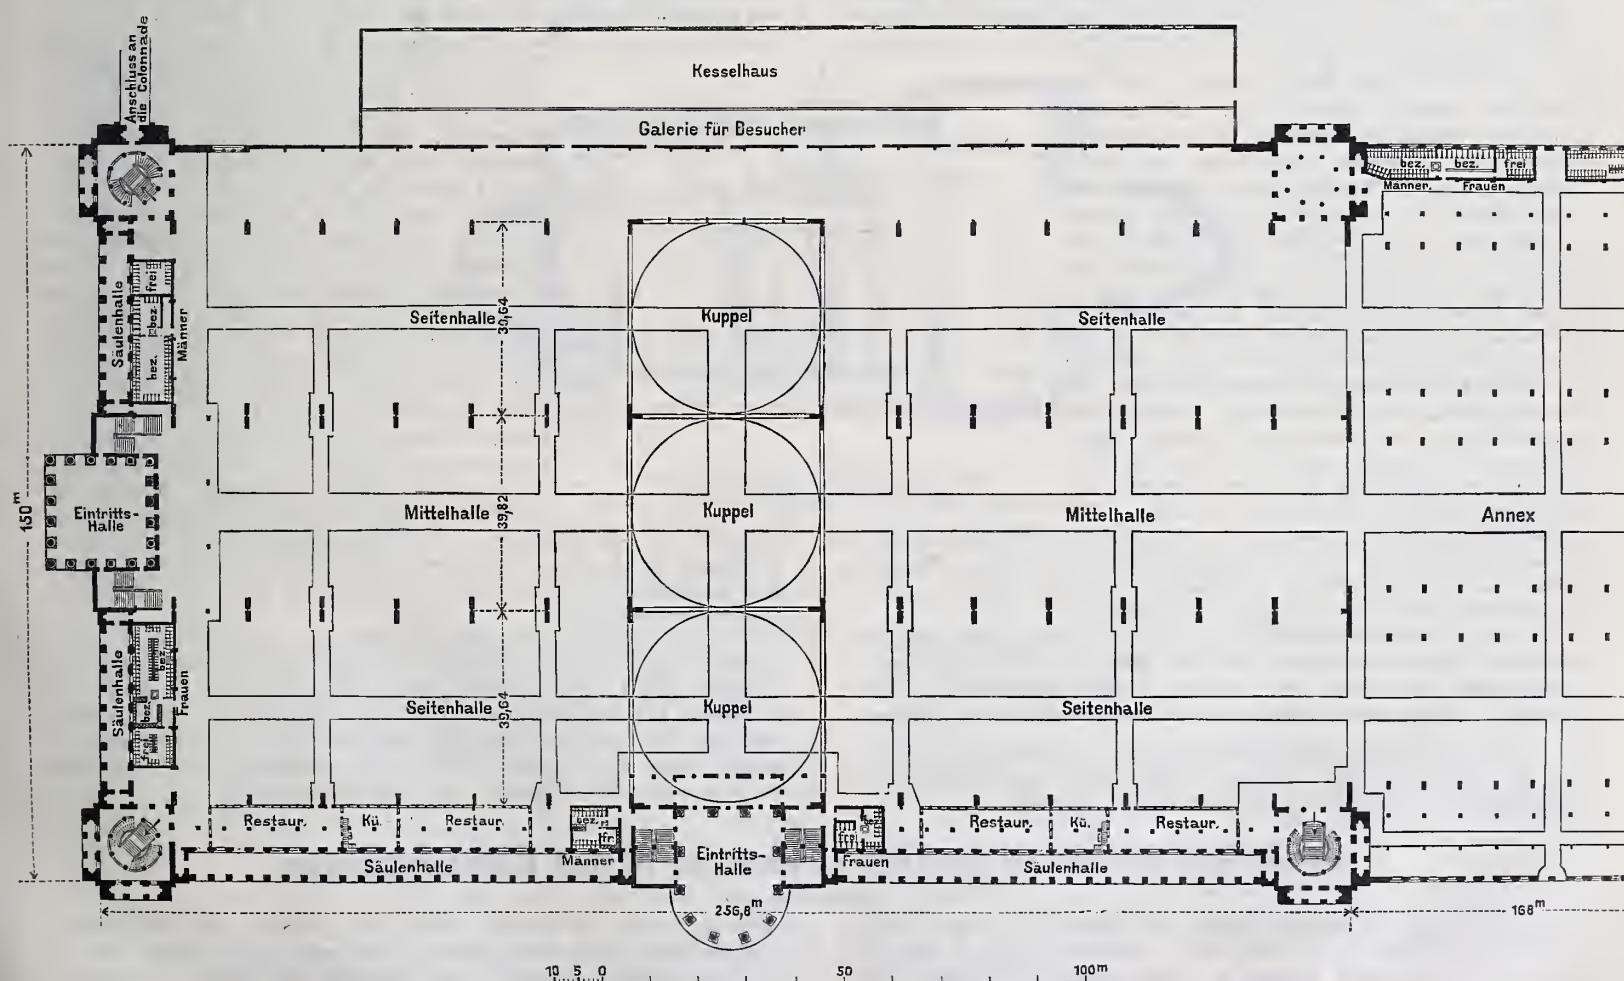 Anschluss an
die Colonnade
Kesselhaus
Galerie für Besucher
bez.
bez.
frei
Männer.
Frauen
Säulenhalle
frei
bez.
bez.
Männer
Seitenhalle
39,64
Kuppel
Seitenhalle
150m
Eintritts-
Halle
Mittelhalle
39,82
Kuppel
Mittelhalle
Annex
Säulenhalle
bez.
bez.
frei
Frauen
Seitenhalle
39,64
Kuppel
Seitenhalle
Restaur.
Kü.
Restaur.
bez.
fr.
Männer
Eintritts-
Halle
frei
bez.
Frauen
Restaur.
Kü.
Restaur.
Säulenhalle
Säulenhalle
256,8m
168m
10 5 0 50 100m